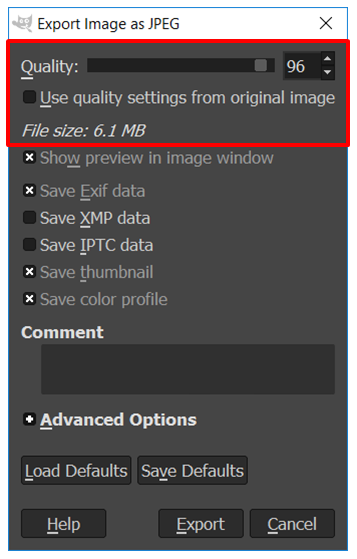 Export Image as JPEG
Quality: 96
Use quality settings from original image
File size: 6.1 MB
Show preview in image window
Save Exif data
Save XMP data
Save IPTC data
Save thumbnail
Save color profile
Comment
Advanced Options
Load Defaults Save Defaults
Help Export Cancel